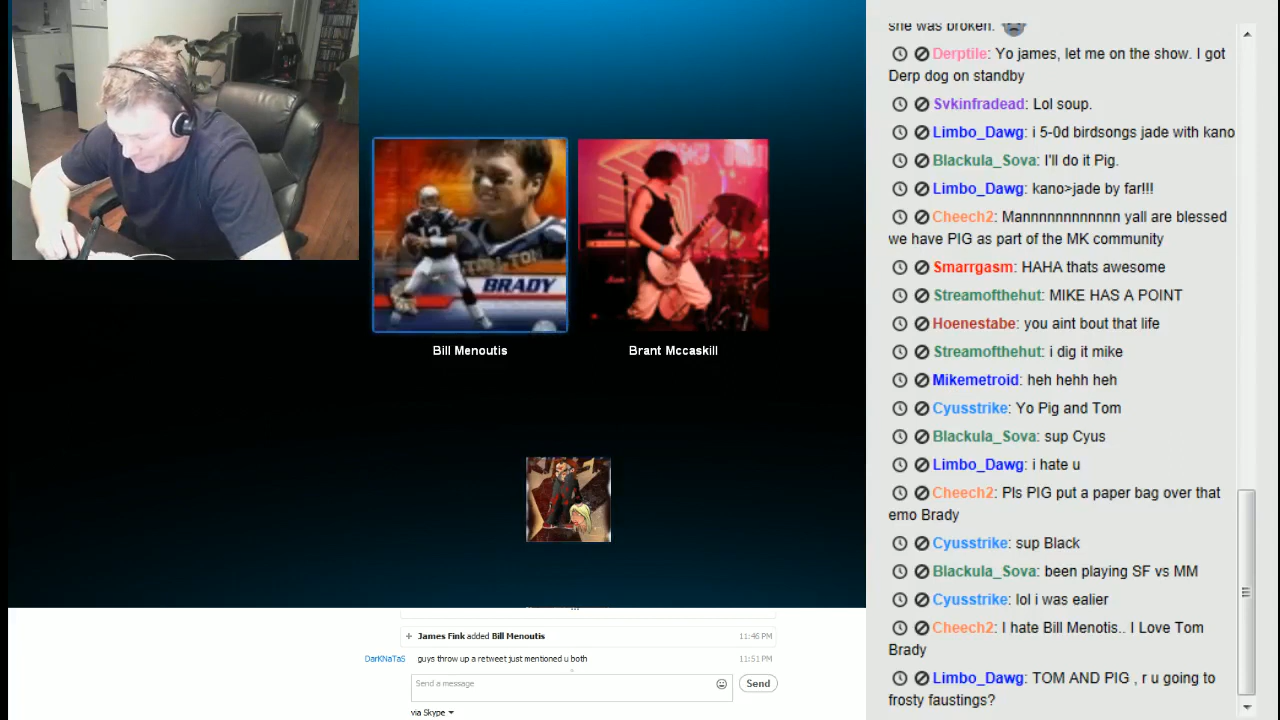 BRADY
Bill Menoutis
Brant Mccaskill
James Fink added Bill Menoutis
11:46 PM
DarKNaTaS
guys throw up a retweet just mentioned u both
11:51 PM
Send a message
Send
via Skype
she was broken.
Derptile: Yo james, let me on the show. I got
Derp dog on standby
Svkinfradead: Lol soup.
Limbo_Dawg: i 5-0d birdsongs jade with kano
Blackula_Sova: I'll do it Pig.
Limbo_Dawg: kano>jade by far!!!
Cheech2: Mannnnnnnnnnn yall are blessed
we have PIG as part of the MK community
Smarrgasm: HAHA thats awesome
Streamofthehut: MIKE HAS A POINT
Hoenestabe: you aint bout that life
Streamofthehut: i dig it mike
Mikemetroid: heh hehh heh
Cyusstrike: Yo Pig and Tom
Blackula_Sova: sup Cyus
Limbo_Dawg: i hate u
Cheech2: Pls PIG put a paper bag over that
emo Brady
Cyusstrike: sup Black
Blackula_Sova: been playing SF vs MM
Cyusstrike: lol i was ealier
Cheech2: I hate Bill Menotis.. I Love Tom
Brady
Limbo_Dawg: TOM AND PIG , r u going to
frosty faustings?